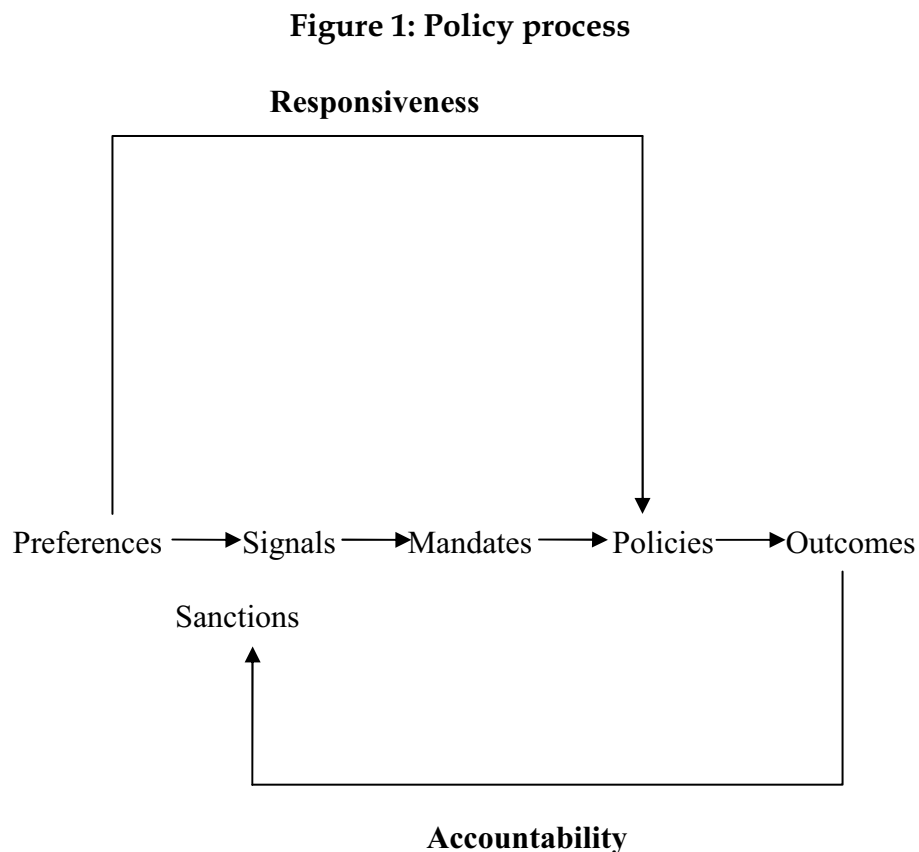 Figure 1: Policy process
Responsiveness
Preferences Signals Mandates Policies Outcomes
Sanctions
Accountability